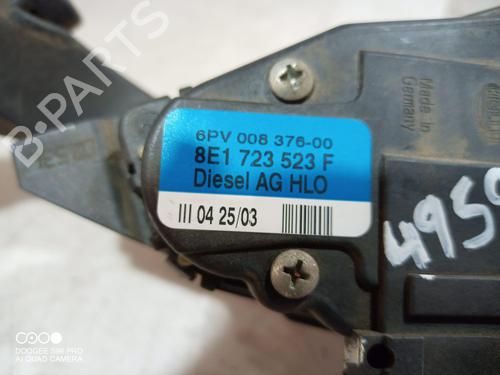 6PV 008 376-00
8E1 723 523 F
Diesel AG HLO
III 04 25/03
Made in
Germany
495
B-PARTS
DOOGEE S96 PRO
AI QUAD CAMERA